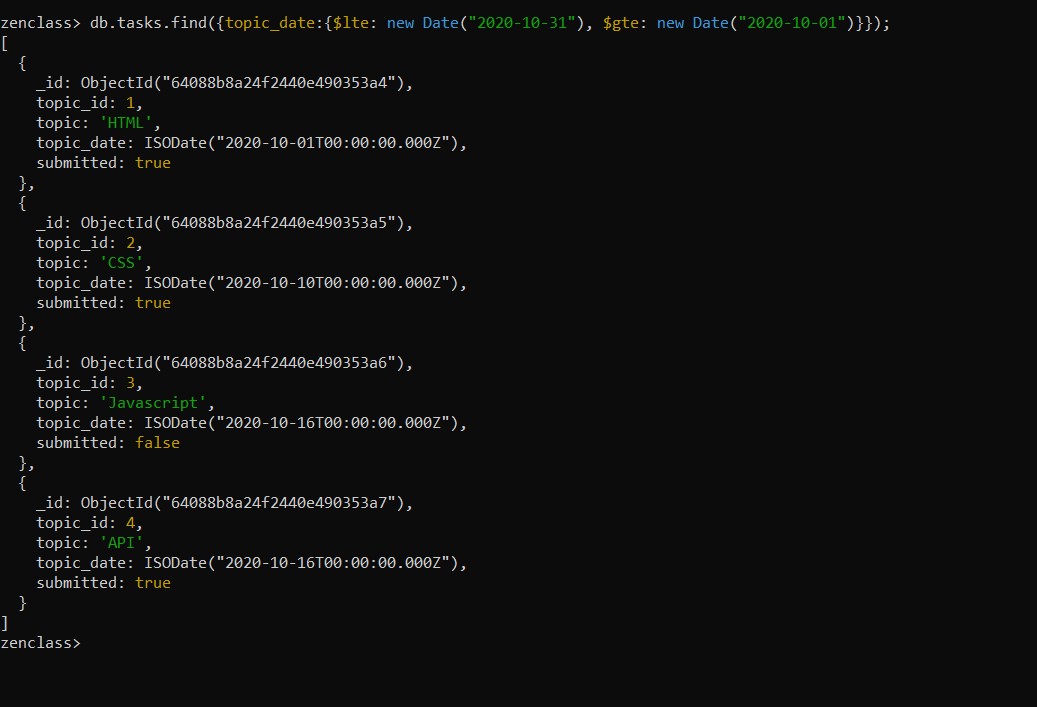 zenclass> db.tasks.find({topic_date:{$lte: new Date("2020-10-31"), $gte: new Date("2020-10-01")}});
[
  {
    _id: ObjectId("64088b8a24f2440e490353a4"),
    topic_id: 1,
    topic: 'HTML',
    topic_date: ISODate("2020-10-01T00:00:00.000Z"),
    submitted: true
  },
  {
    _id: ObjectId("64088b8a24f2440e490353a5"),
    topic_id: 2,
    topic: 'CSS',
    topic_date: ISODate("2020-10-10T00:00:00.000Z"),
    submitted: true
  },
  {
    _id: ObjectId("64088b8a24f2440e490353a6"),
    topic_id: 3,
    topic: 'Javascript',
    topic_date: ISODate("2020-10-16T00:00:00.000Z"),
    submitted: false
  },
  {
    _id: ObjectId("64088b8a24f2440e490353a7"),
    topic_id: 4,
    topic: 'API',
    topic_date: ISODate("2020-10-16T00:00:00.000Z"),
    submitted: true
  }
]
zenclass>